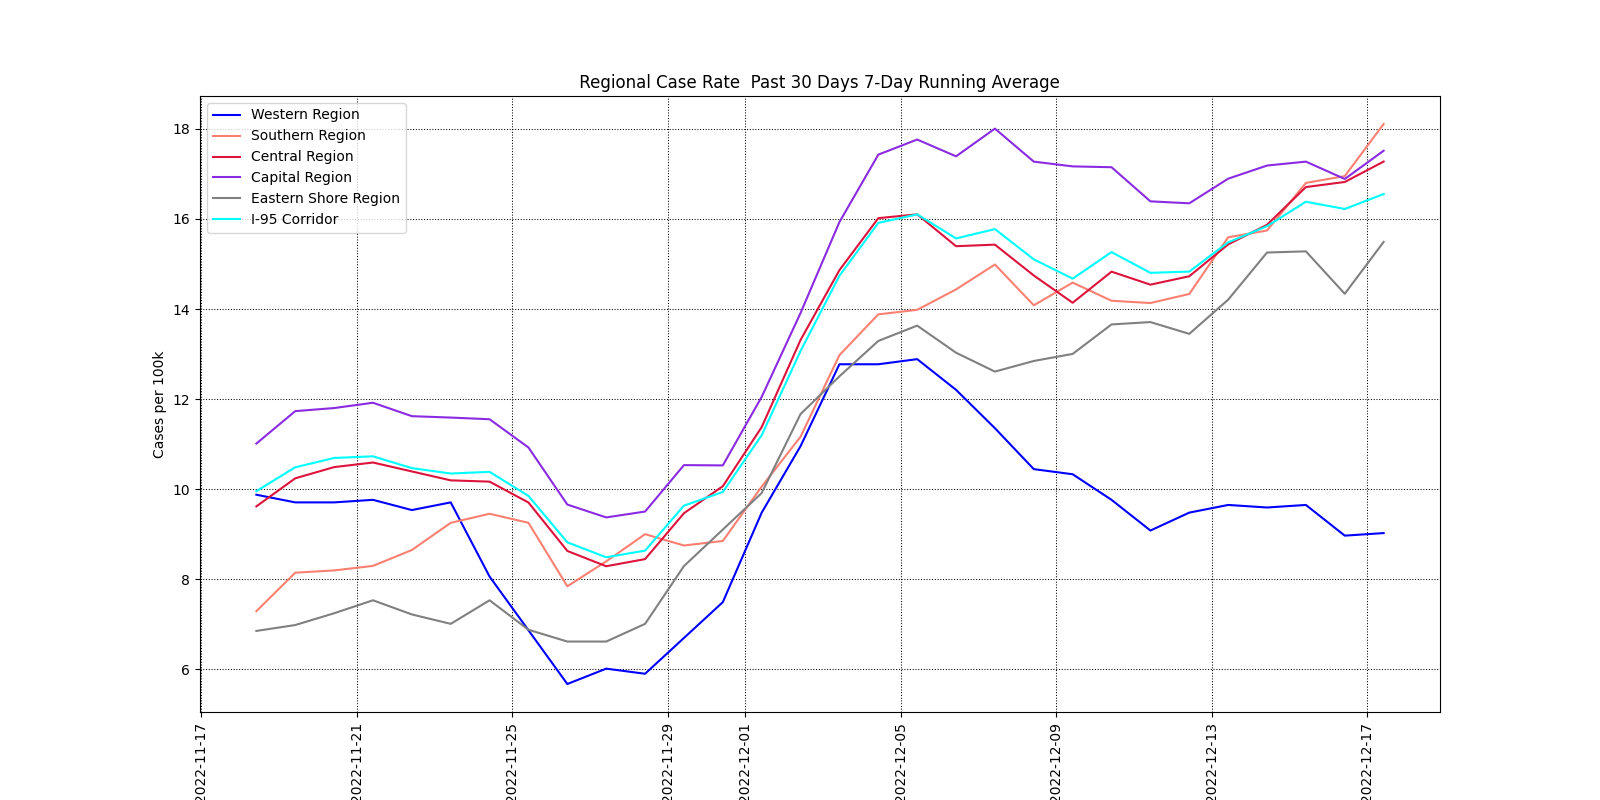 Regional Case Rate  Past 30 Days 7-Day Running Average
Western Region
Southern Region
Central Region
Capital Region
Eastern Shore Region
I-95 Corridor
Cases per 100k
18
16
14
12
10
8
6
2022-11-17
2022-11-21
2022-11-25
2022-11-29
2022-12-01
2022-12-05
2022-12-09
2022-12-13
2022-12-17